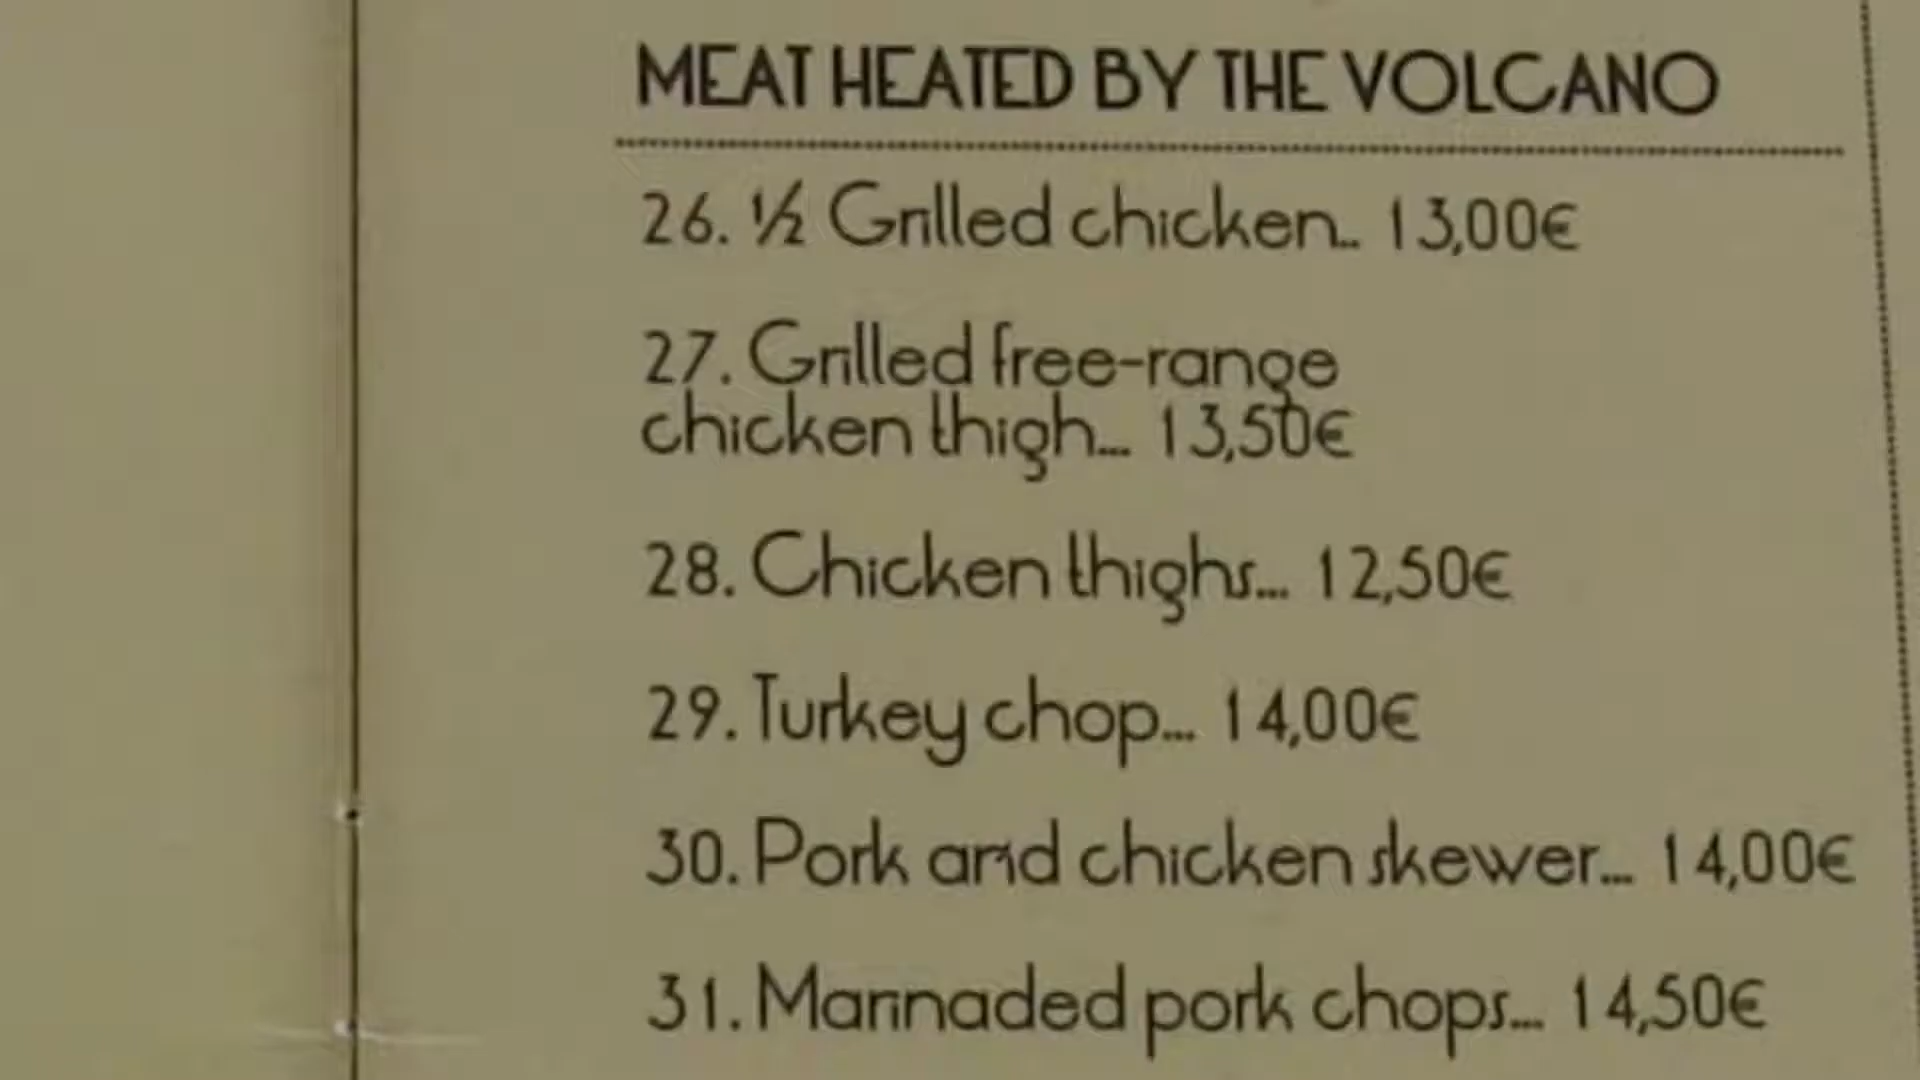 MEAT HEATED BY THE VOLCANO
26. ½ Grilled chicken.. 13,00€
27. Grilled free-range
chicken thigh... 13,50€
28. Chicken thighs... 12,50€
29. Turkey chop... 14,00€
30. Pork and chicken skewer... 14,00€
31. Marinaded pork chops... 14,50€